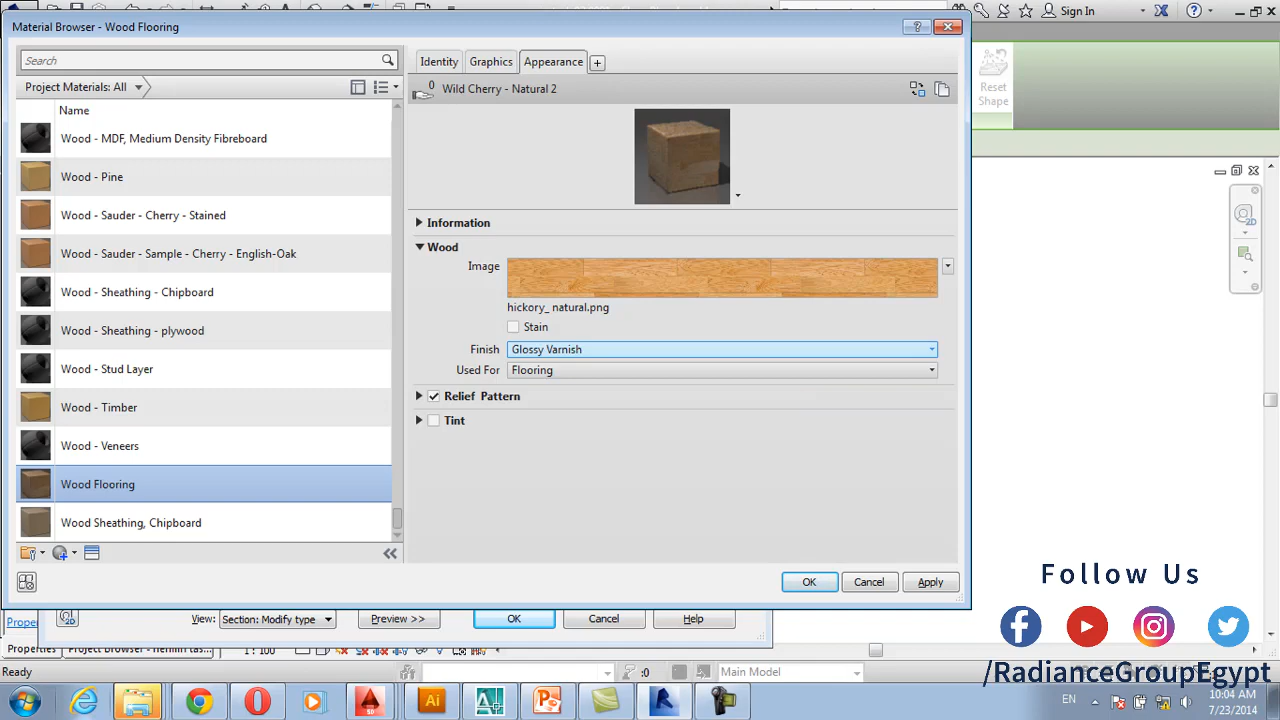 Sign In
Material Browser - Wood Flooring
Search
Project Materials: All
Name
Wood - MDF, Medium Density Fibreboard
Wood - Pine
Wood - Sauder - Cherry - Stained
Wood - Sauder - Sample - Cherry - English-Oak
Wood - Sheathing - Chipboard
Wood - Sheathing - plywood
Wood - Stud Layer
Wood - Timber
Wood - Veneers
Wood Flooring
Wood Sheathing, Chipboard
Identity Graphics Appearance
0
Wild Cherry - Natural 2
Information
Wood
Image
hickory_ natural.png
Stain
Finish Glossy Varnish
Used For Flooring
Relief Pattern
Tint
OK Cancel Apply
Reset
Shape
2D
View: Section: Modify type Preview >> OK Cancel Help
Properties
1 : 100
Ready
:0
Main Model
Follow Us
/RadianceGroupEgypt
EN
10:04 AM
7/23/2014